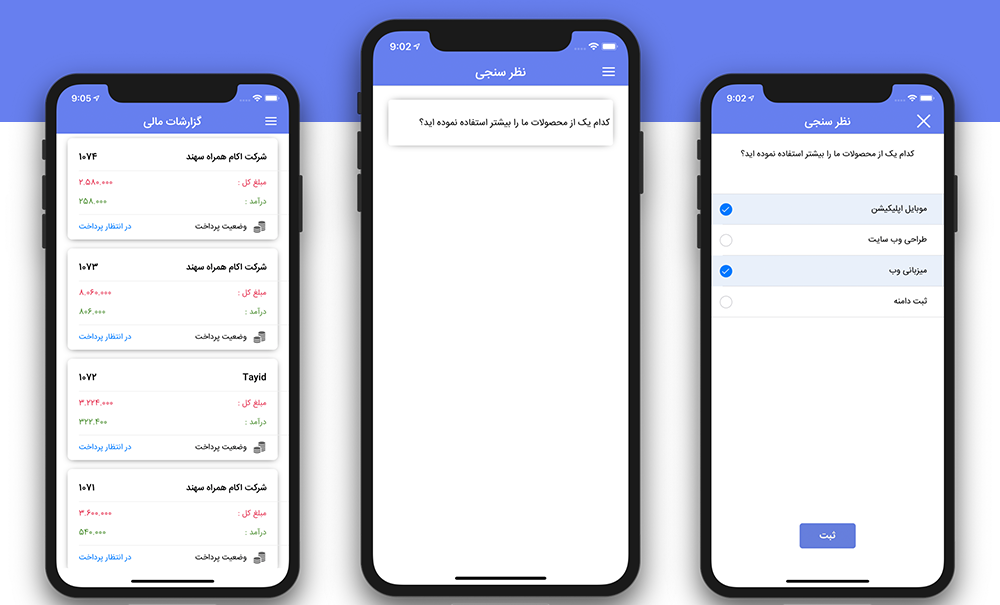 9:05
گزارشات مالی
شرکت اکام همراه سهند ۱۰۷۴
مبلغ کل : ۲.۵۸۰.۰۰۰
درآمد : ۲۵۸.۰۰۰
وضعیت پرداخت در انتظار پرداخت
شرکت اکام همراه سهند ۱۰۷۳
مبلغ کل : ۸.۰۶۰.۰۰۰
درآمد : ۸۰۶.۰۰۰
وضعیت پرداخت در انتظار پرداخت
Tayid ۱۰۷۲
مبلغ کل : ۳.۲۲۴.۰۰۰
درآمد : ۳۲۲.۴۰۰
وضعیت پرداخت در انتظار پرداخت
شرکت اکام همراه سهند ۱۰۷۱
مبلغ کل : ۳.۶۰۰.۰۰۰
درآمد : ۵۴۰.۰۰۰
وضعیت پرداخت در انتظار پرداخت
9:02
نظر سنجی
کدام یک از محصولات ما را بیشتر استفاده نموده اید؟
9:02
نظر سنجی
کدام یک از محصولات ما را بیشتر استفاده نموده اید؟
موبایل اپلیکیشن
طراحی وب سایت
میزبانی وب
ثبت دامنه
ثبت